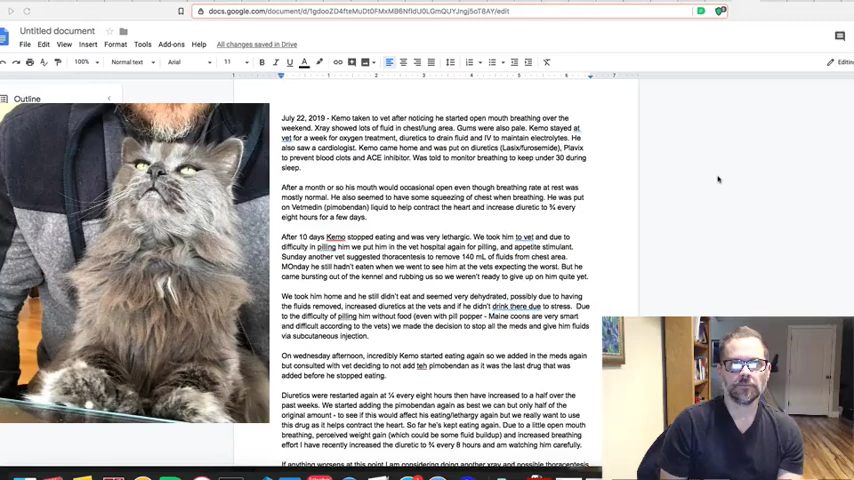 docs.google.com/document/d/1gdooZD4fteMuDt0FMxMB6NfldU0LGmQUYJngj5oT8AY/edit
Untitled document
File Edit View Insert Format Tools Add-ons Help All changes saved in Drive
100% Normal text Arial 11 B I U A Editing
1 2 3 4 5 6 7
Outline
July 22, 2019 - Kemo taken to vet after noticing he started open mouth breathing over the
weekend. Xray showed lots of fluid in chest/lung area. Gums were also pale. Kemo stayed at
vet for a week for oxygen treatment, diuretics to drain fluid and IV to maintain electrolytes. He
also saw a cardiologist. Kemo came home and was put on diuretics (Lasix/furosemide), Plavix
to prevent blood clots and ACE inhibitor. Was told to monitor breathing to keep under 30 during
sleep.
After a month or so his mouth would occasional open even though breathing rate at rest was
mostly normal. He also seemed to have some squeezing of chest when breathing. He was put
on Vetmedin (pimobendan) liquid to help contract the heart and increase diuretic to ¾ every
eight hours for a few days.
After 10 days Kemo stopped eating and was very lethargic. We took him to vet and due to
difficulty in pilling him we put him in the vet hospital again for pilling, and appetite stimulant.
Sunday another vet suggested thoracentesis to remove 140 mL of fluids from chest area.
MOnday he still hadn't eaten when we went to see him at the vets expecting the worst. But he
came bursting out of the kennel and rubbing us so we weren't ready to give up on him quite yet.
We took him home and he still didn't eat and seemed very dehydrated, possibly due to having
the fluids removed, increased diuretics at the vets and if he didn't drink there due to stress. Due
to the difficulty of pilling him without food (even with pill popper - Maine coons are very smart
and difficult according to the vets) we made the decision to stop all the meds and give him fluids
via subcutaneous injection.
On wednesday afternoon, incredibly Kemo started eating again so we added in the meds again
but consulted with vet deciding to not add teh pimobendan as it was the last drug that was
added before he stopped eating.
Diuretics were restarted again at ¼ every eight hours then have increased to a half over the
past weeks. We started adding the pimobendan again as best we can but only half of the
original amount - to see if this would affect his eating/lethargy again but we really want to use
this drug as it helps contract the heart. So far he's kept eating again. Due to a little open mouth
breathing, perceived weight gain (which could be some fluid buildup) and increased breathing
effort I have recently increased the diuretic to ¾ every 8 hours and am watching him carefully.
If anything worsens at this point I am considering doing another xray and possible thoracentesis